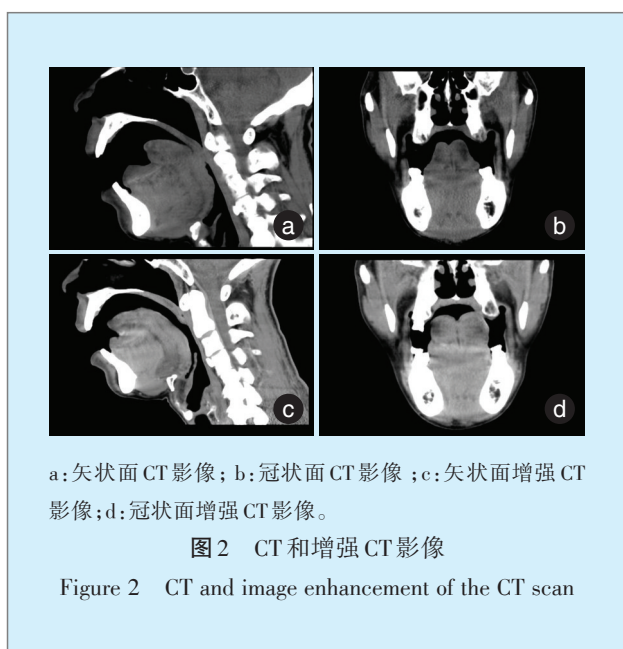 a
b
c
d
a:矢状面CT影像; b:冠状面CT影像 ;c:矢状面增强CT
影像;d:冠状面增强CT影像。
图2 CT和增强CT影像
Figure 2 CT and image enhancement of the CT scan